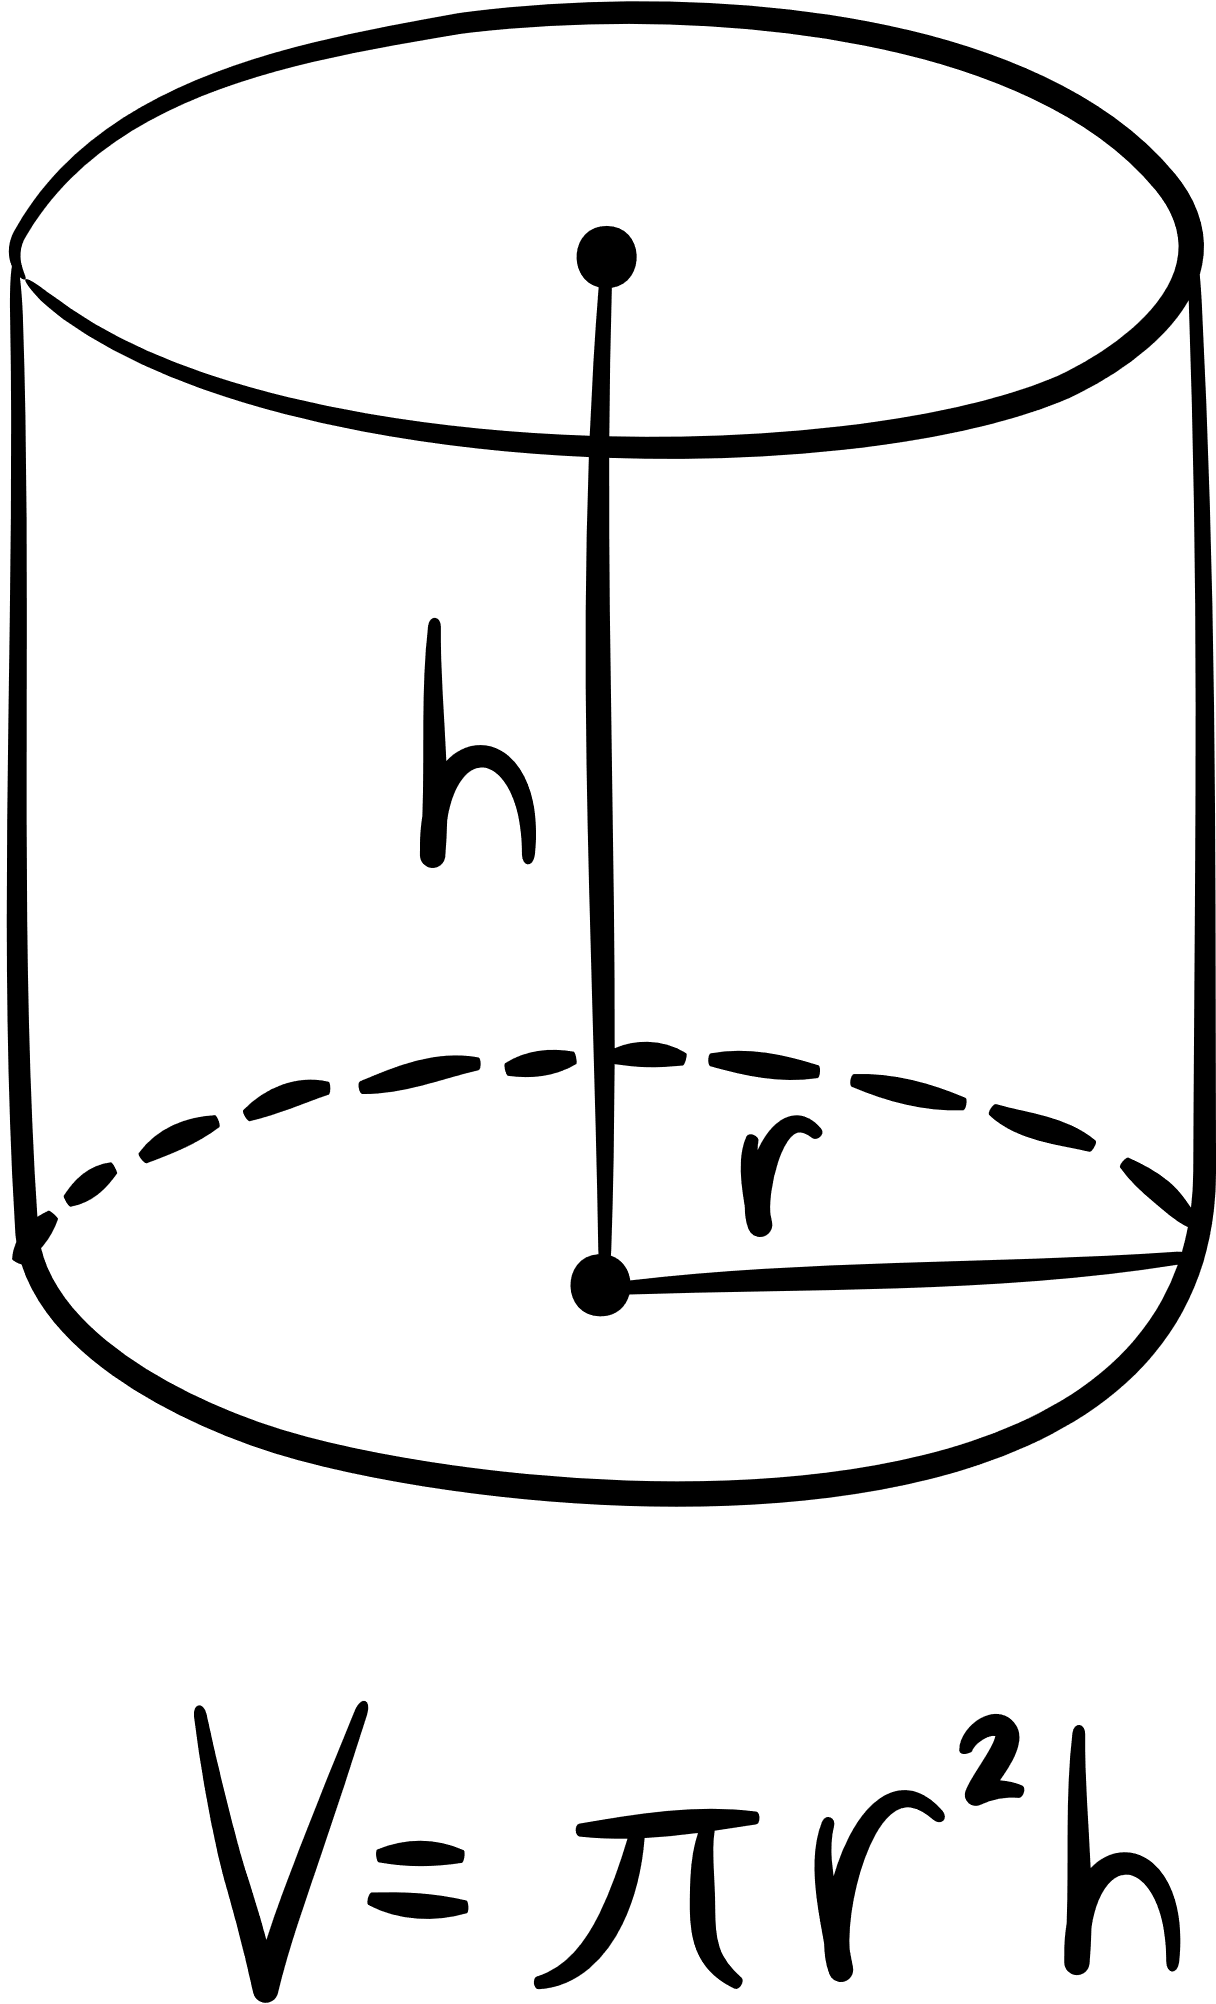 h
r
V = πr²h